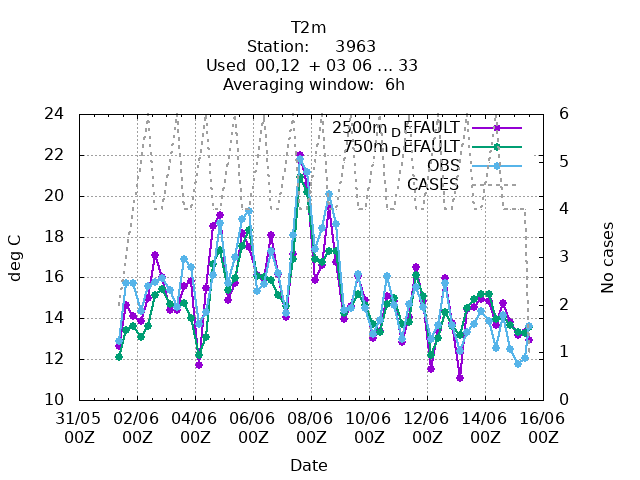 T2m
Station: 3963
Used 00,12 + 03 06 ... 33
Averaging window: 6h
24
22
20
18
16
14
12
10
6
5
4
3
2
1
0
deg C
No cases
2500m_DEFAULT
750m_DEFAULT
OBS
CASES
31/05 02/06 04/06 06/06 08/06 10/06 12/06 14/06 16/06
00Z 00Z 00Z 00Z 00Z 00Z 00Z 00Z 00Z
Date